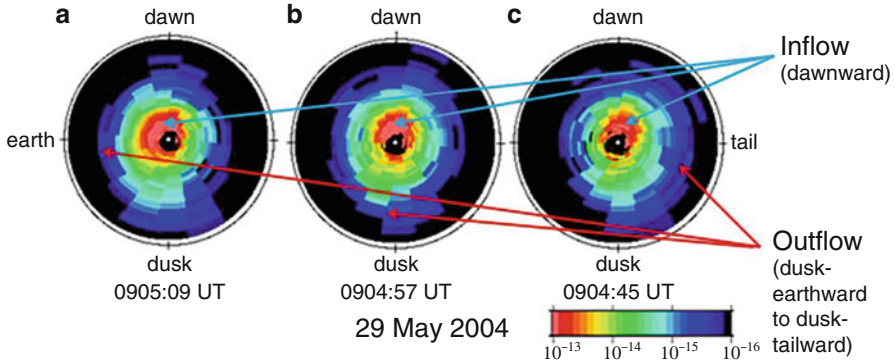 a dawn b dawn c dawn
Inflow
(dawnward)
earth tail
Outflow
(dusk-
earthward
to dusk-
tailward)
dusk dusk dusk
0905:09 UT 0904:57 UT 0904:45 UT
29 May 2004
10⁻¹³ 10⁻¹⁴ 10⁻¹⁵ 10⁻¹⁶